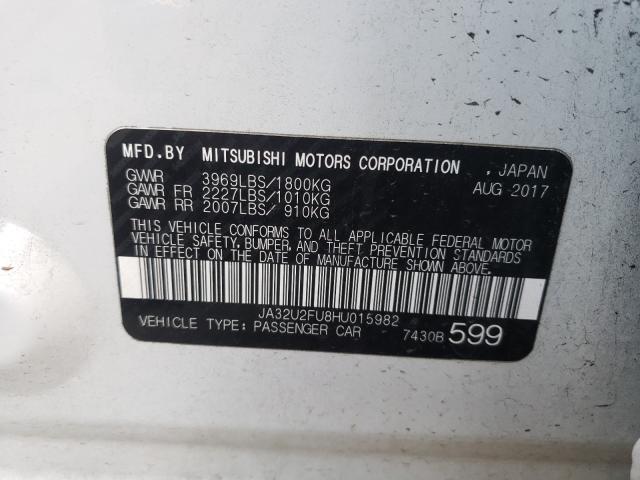 MFD.BY MITSUBISHI MOTORS CORPORATION , JAPAN
GVWR 3969LBS/1800KG AUG 2017
GAWR FR 2227LBS/1010KG
GAWR RR 2007LBS/ 910KG
THIS VEHICLE CONFORMS TO ALL APPLICABLE FEDERAL MOTOR
VEHICLE SAFETY, BUMPER, AND THEFT PREVENTION STANDARDS
IN EFFECT ON THE DATE OF MANUFACTURE SHOWN ABOVE.
JA32U2FU8HU015982
VEHICLE TYPE: PASSENGER CAR 7430B 599